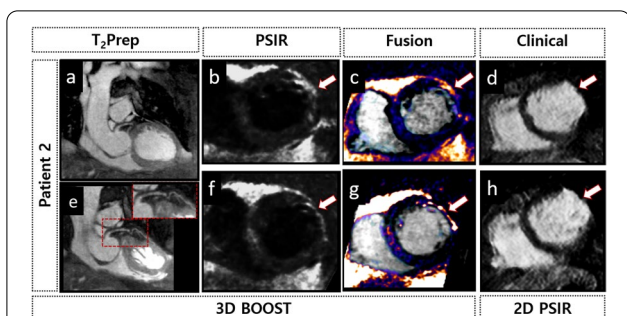 T₂Prep PSIR Fusion Clinical
Patient 2
a b c d
e f g h
3D BOOST 2D PSIR